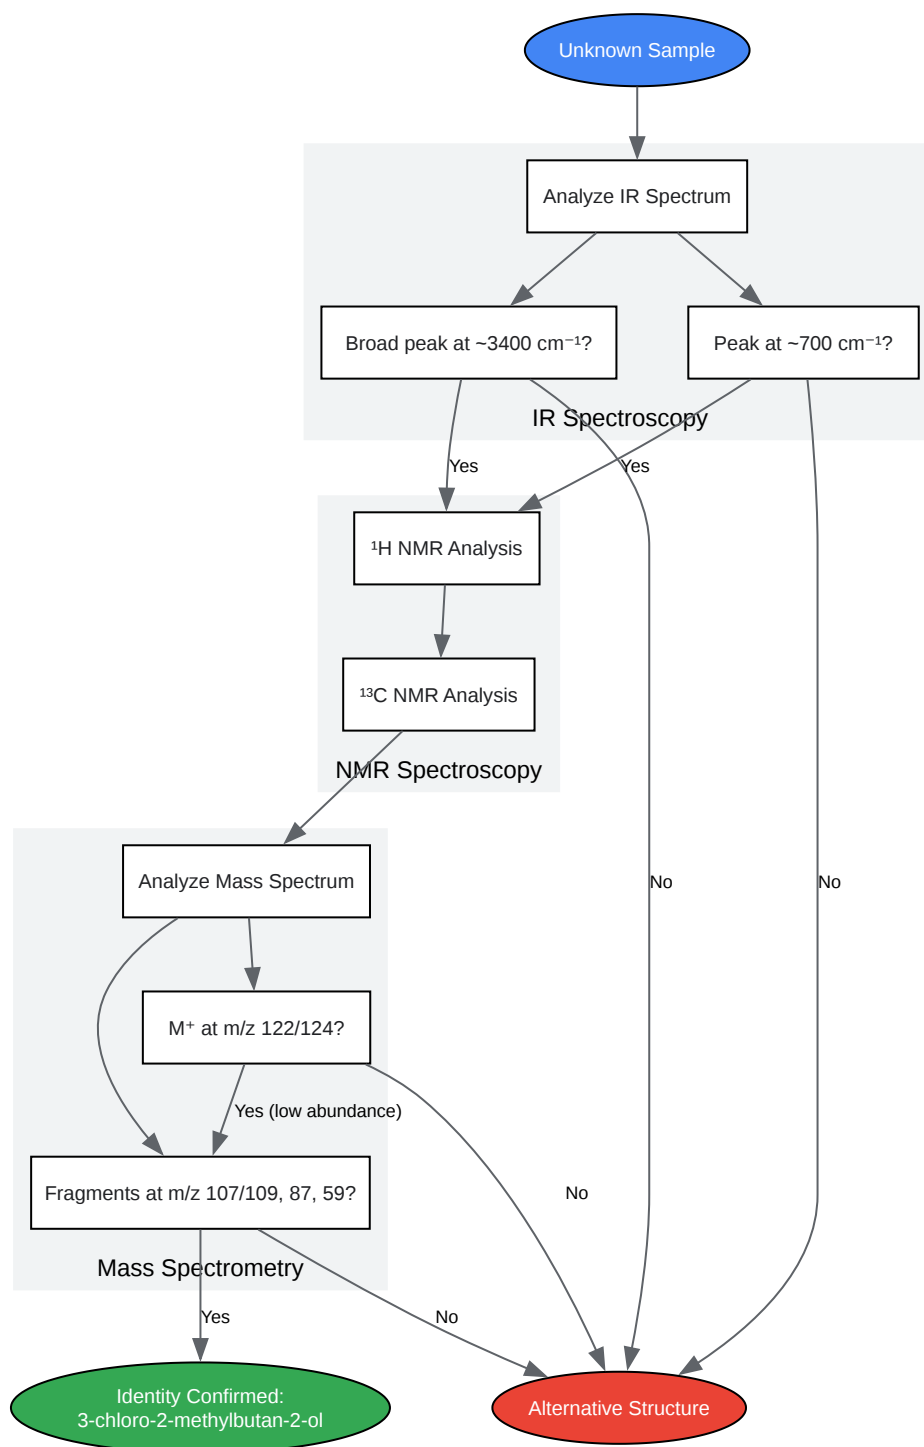 Unknown Sample
Analyze IR Spectrum
Broad peak at ~3400 cm⁻¹?
Peak at ~700 cm⁻¹?
IR Spectroscopy
Yes
Yes
¹H NMR Analysis
¹³C NMR Analysis
NMR Spectroscopy
Analyze Mass Spectrum
No
No
M⁺ at m/z 122/124?
Yes (low abundance)
Fragments at m/z 107/109, 87, 59?
No
Mass Spectrometry
Yes
No
Identity Confirmed:
3-chloro-2-methylbutan-2-ol
Alternative Structure